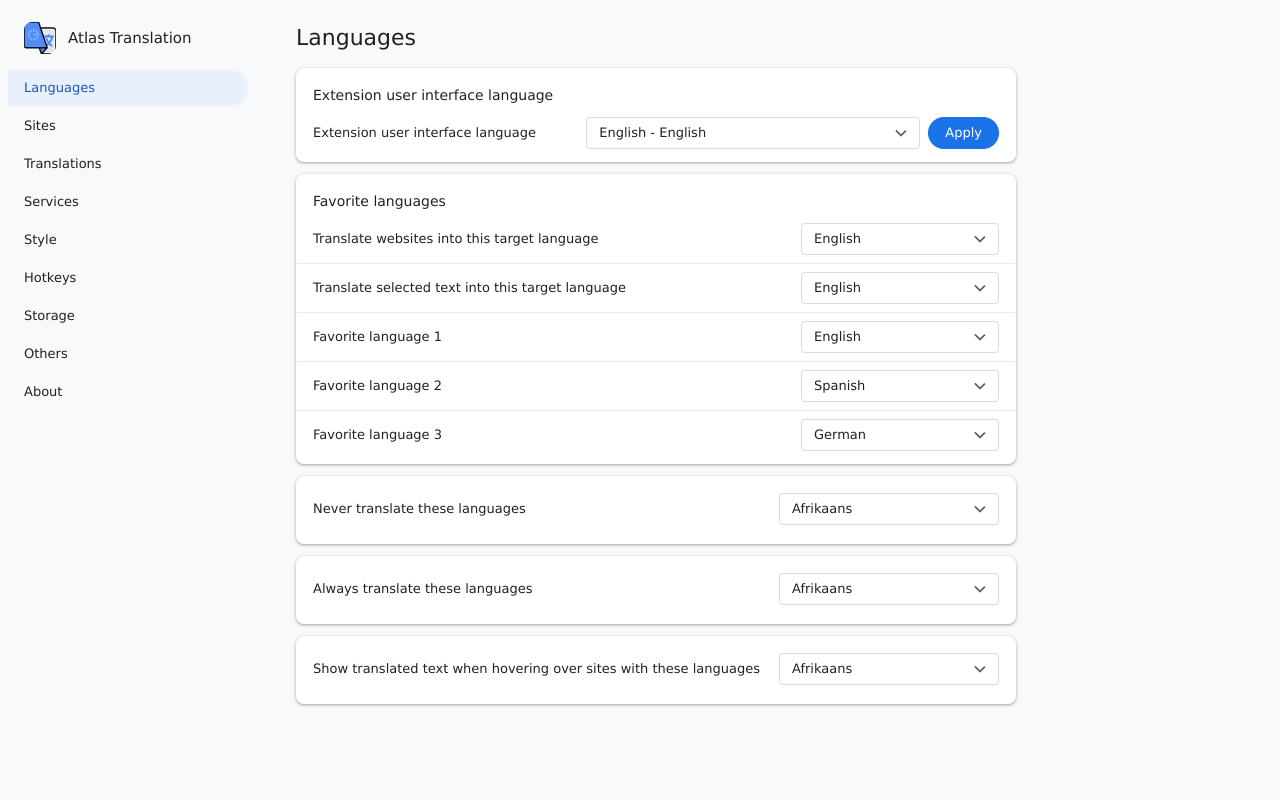 Atlas Translation
Languages
Sites
Translations
Services
Style
Hotkeys
Storage
Others
About
Languages
Extension user interface language
Extension user interface language English - English Apply
Favorite languages
Translate websites into this target language English
Translate selected text into this target language English
Favorite language 1 English
Favorite language 2 Spanish
Favorite language 3 German
Never translate these languages Afrikaans
Always translate these languages Afrikaans
Show translated text when hovering over sites with these languages Afrikaans